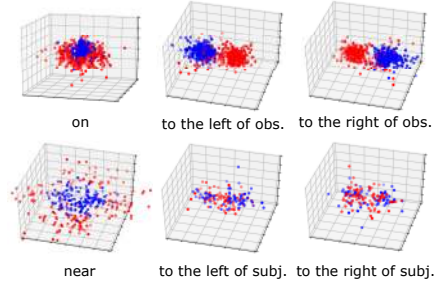 on
to the left of obs.
to the right of obs.
near
to the left of subj.
to the right of subj.